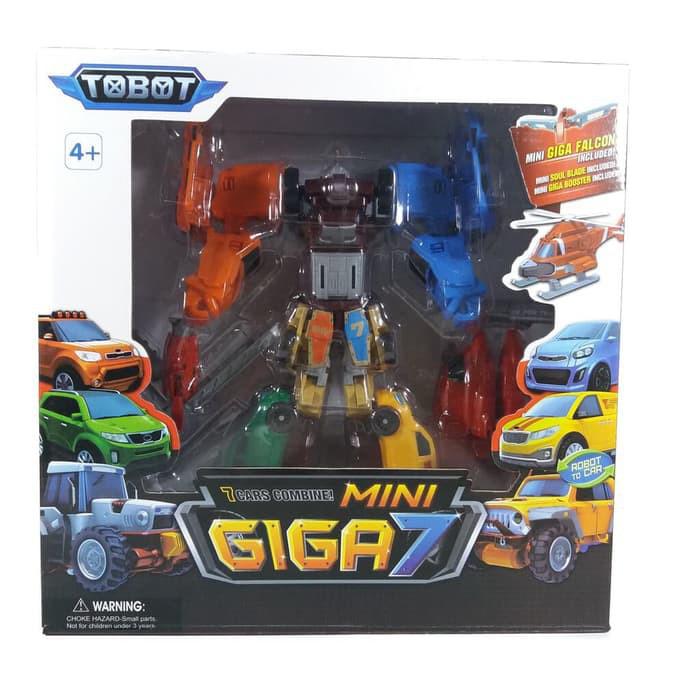 TOBOT
4+
MINI GIGA FALCON
INCLUDED!
MINI SOUL BLADE INCLUDED!
MINI GIGA BOOSTER INCLUDED!
7
ROBOT
TO CAR
7 CARS COMBINE! MINI
GIGA7
WARNING:
CHOKE HAZARD-Small parts.
Not for children under 3 years.